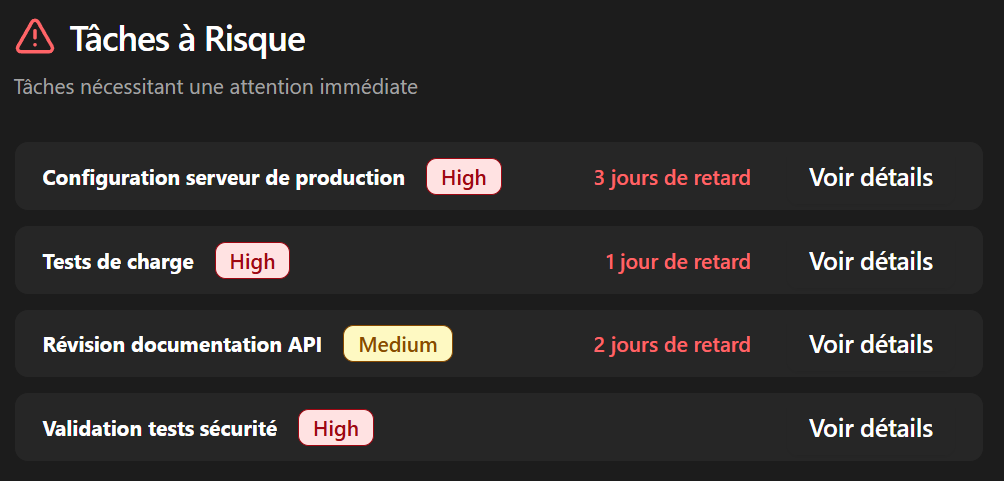 Tâches à Risque
Tâches nécessitant une attention immédiate
Configuration serveur de production High 3 jours de retard Voir détails
Tests de charge High 1 jour de retard Voir détails
Révision documentation API Medium 2 jours de retard Voir détails
Validation tests sécurité High Voir détails